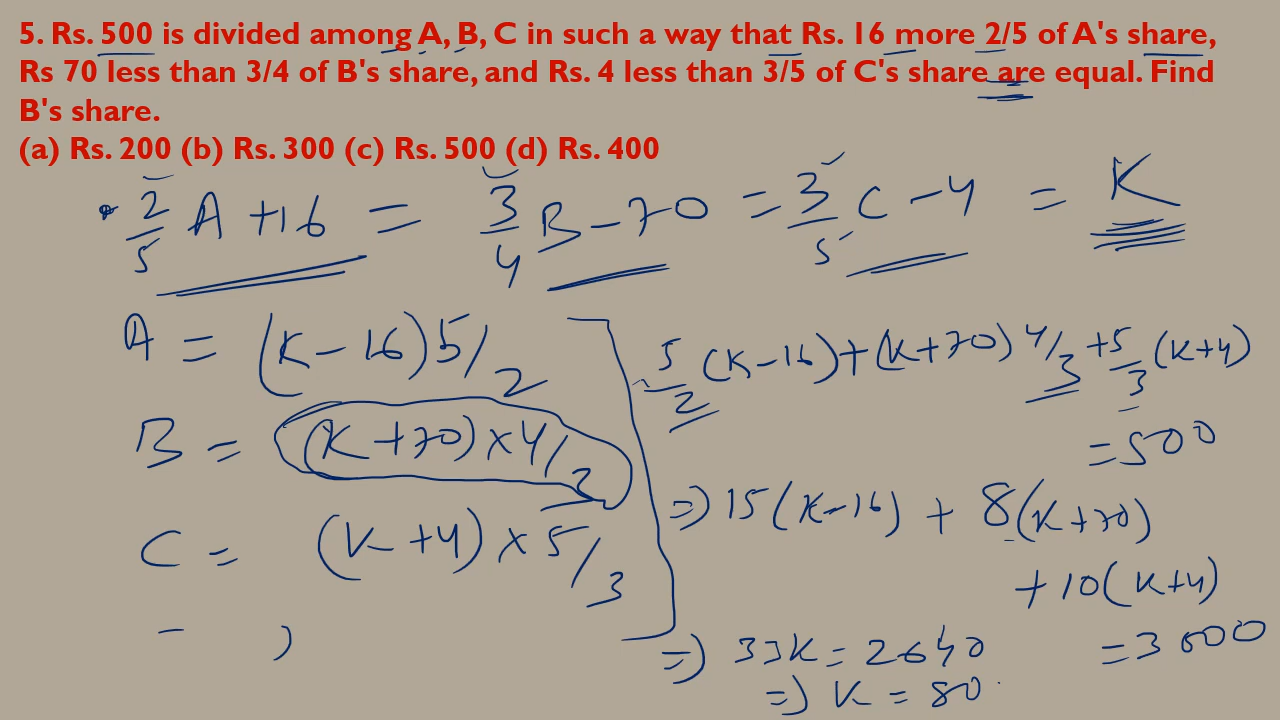 5. Rs. 500 is divided among A, B, C in such a way that Rs. 16 more 2/5 of A's share,
Rs 70 less than 3/4 of B's share, and Rs. 4 less than 3/5 of C's share are equal. Find
B's share.
(a) Rs. 200 (b) Rs. 300 (c) Rs. 500 (d) Rs. 400
2/5 A + 16 = 3/4 B - 70 = 3/5 C - 4 = K
A = (K - 16) 5/2
B = (K + 70) × 4/3
C = (K + 4) × 5/3
5/2 (K - 16) + (K + 70) 4/3 + 5/3 (K + 4)
= 500
=) 15 (K - 16) + 8 (K + 70)
+ 10 (K + 4)
= 3000
=) 33K = 2640
=) K = 80